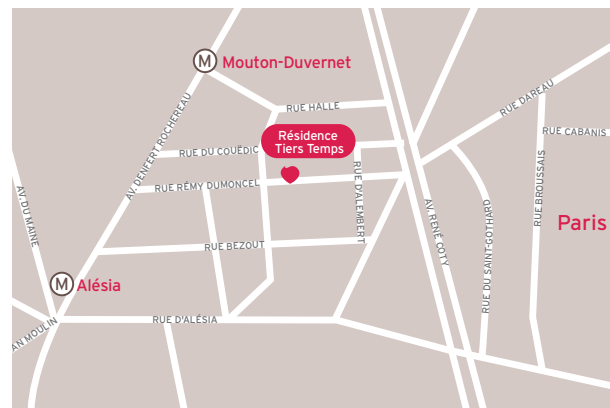 M
Mouton-Duvernet
RUE HALLE
RUE DAREAU
RUE CABANIS
Résidence
Tiers Temps
RUE DU COUËDIC
AV. DENFERT ROCHEREAU
RUE RÉMY DUMONCEL
RUE D'ALEMBERT
AV. RENÉ COTY
RUE DU SAINT-GOTHARD
RUE BROUSSAIS
Paris
AV. DU MAINE
RUE BEZOUT
M
Alésia
RUE D'ALÉSIA
AN MOULIN